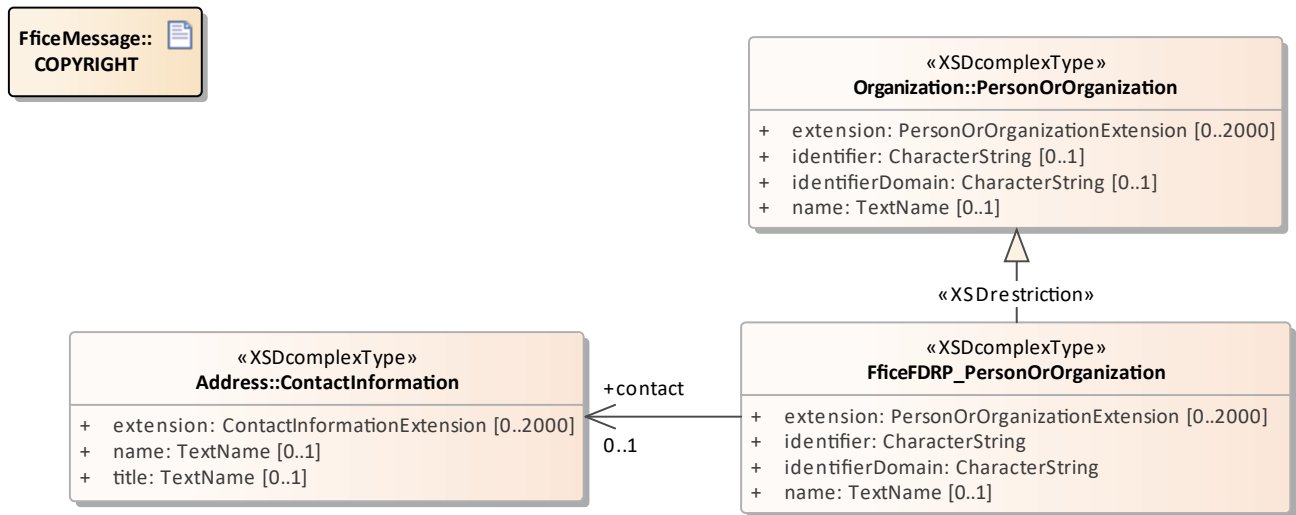 FficeMessage::
COPYRIGHT
«XSDcomplexType»
Organization::PersonOrOrganization
+ extension: PersonOrOrganizationExtension [0..2000]
+ identifier: CharacterString [0..1]
+ identifierDomain: CharacterString [0..1]
+ name: TextName [0..1]
«XSDrestriction»
«XSDcomplexType»
Address::ContactInformation
+ extension: ContactInformationExtension [0..2000]
+ name: TextName [0..1]
+ title: TextName [0..1]
+contact
0..1
«XSDcomplexType»
FficeFDRP_PersonOrOrganization
+ extension: PersonOrOrganizationExtension [0..2000]
+ identifier: CharacterString
+ identifierDomain: CharacterString
+ name: TextName [0..1]